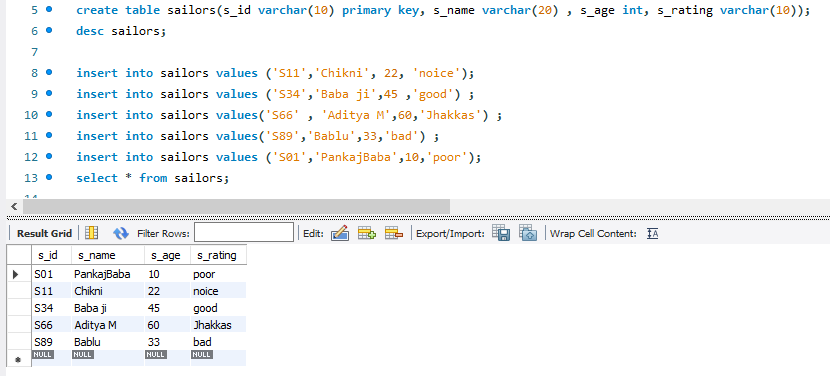 5 create table sailors(s_id varchar(10) primary key, s_name varchar(20) , s_age int, s_rating varchar(10));
6 desc sailors;
7
8 insert into sailors values ('S11','Chikni', 22, 'noice');
9 insert into sailors values ('S34','Baba ji',45 ,'good') ;
10 insert into sailors values('S66' , 'Aditya M',60,'Jhakkas') ;
11 insert into sailors values('S89','Bablu',33,'bad') ;
12 insert into sailors values ('S01','PankajBaba',10,'poor');
13 select * from sailors;
Result Grid Filter Rows: Edit: Export/Import: Wrap Cell Content: IA
s_id s_name s_age s_rating
S01 PankajBaba 10 poor
S11 Chikni 22 noice
S34 Baba ji 45 good
S66 Aditya M 60 Jhakkas
S89 Bablu 33 bad
NULL NULL NULL NULL